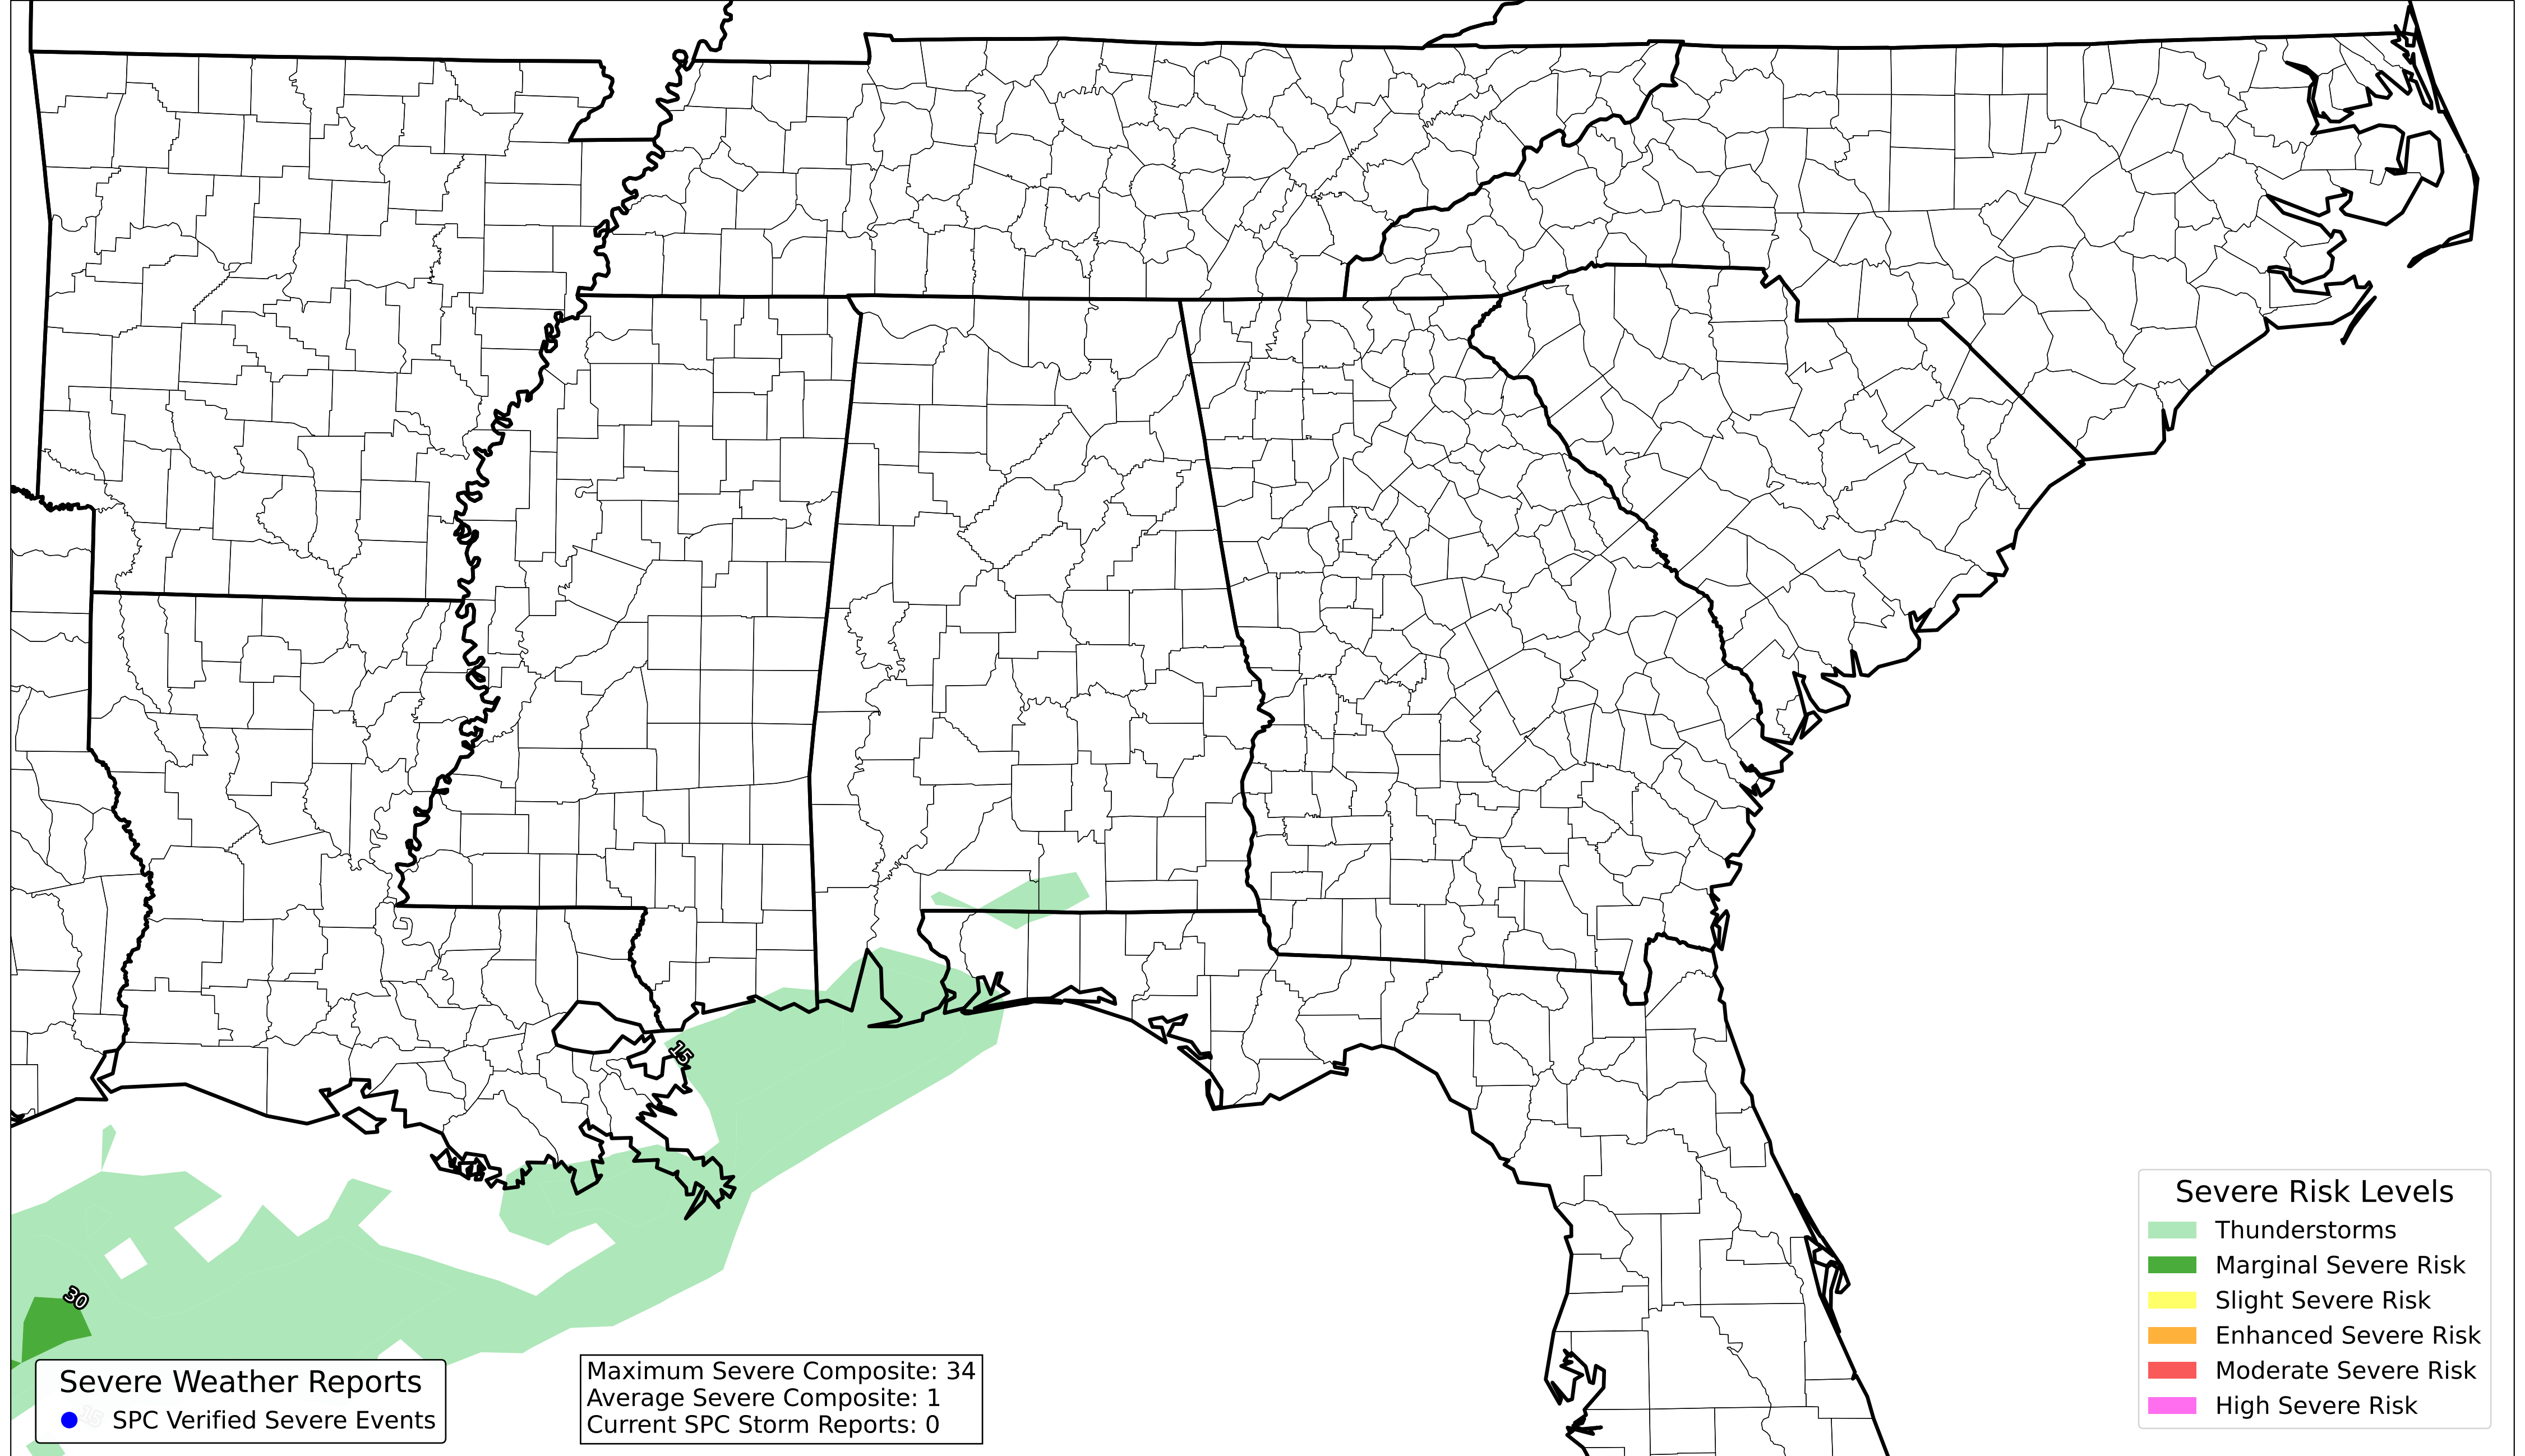 15
30
Severe Weather Reports
SPC Verified Severe Events
15
Maximum Severe Composite: 34
Average Severe Composite: 1
Current SPC Storm Reports: 0
Severe Risk Levels
Thunderstorms
Marginal Severe Risk
Slight Severe Risk
Enhanced Severe Risk
Moderate Severe Risk
High Severe Risk